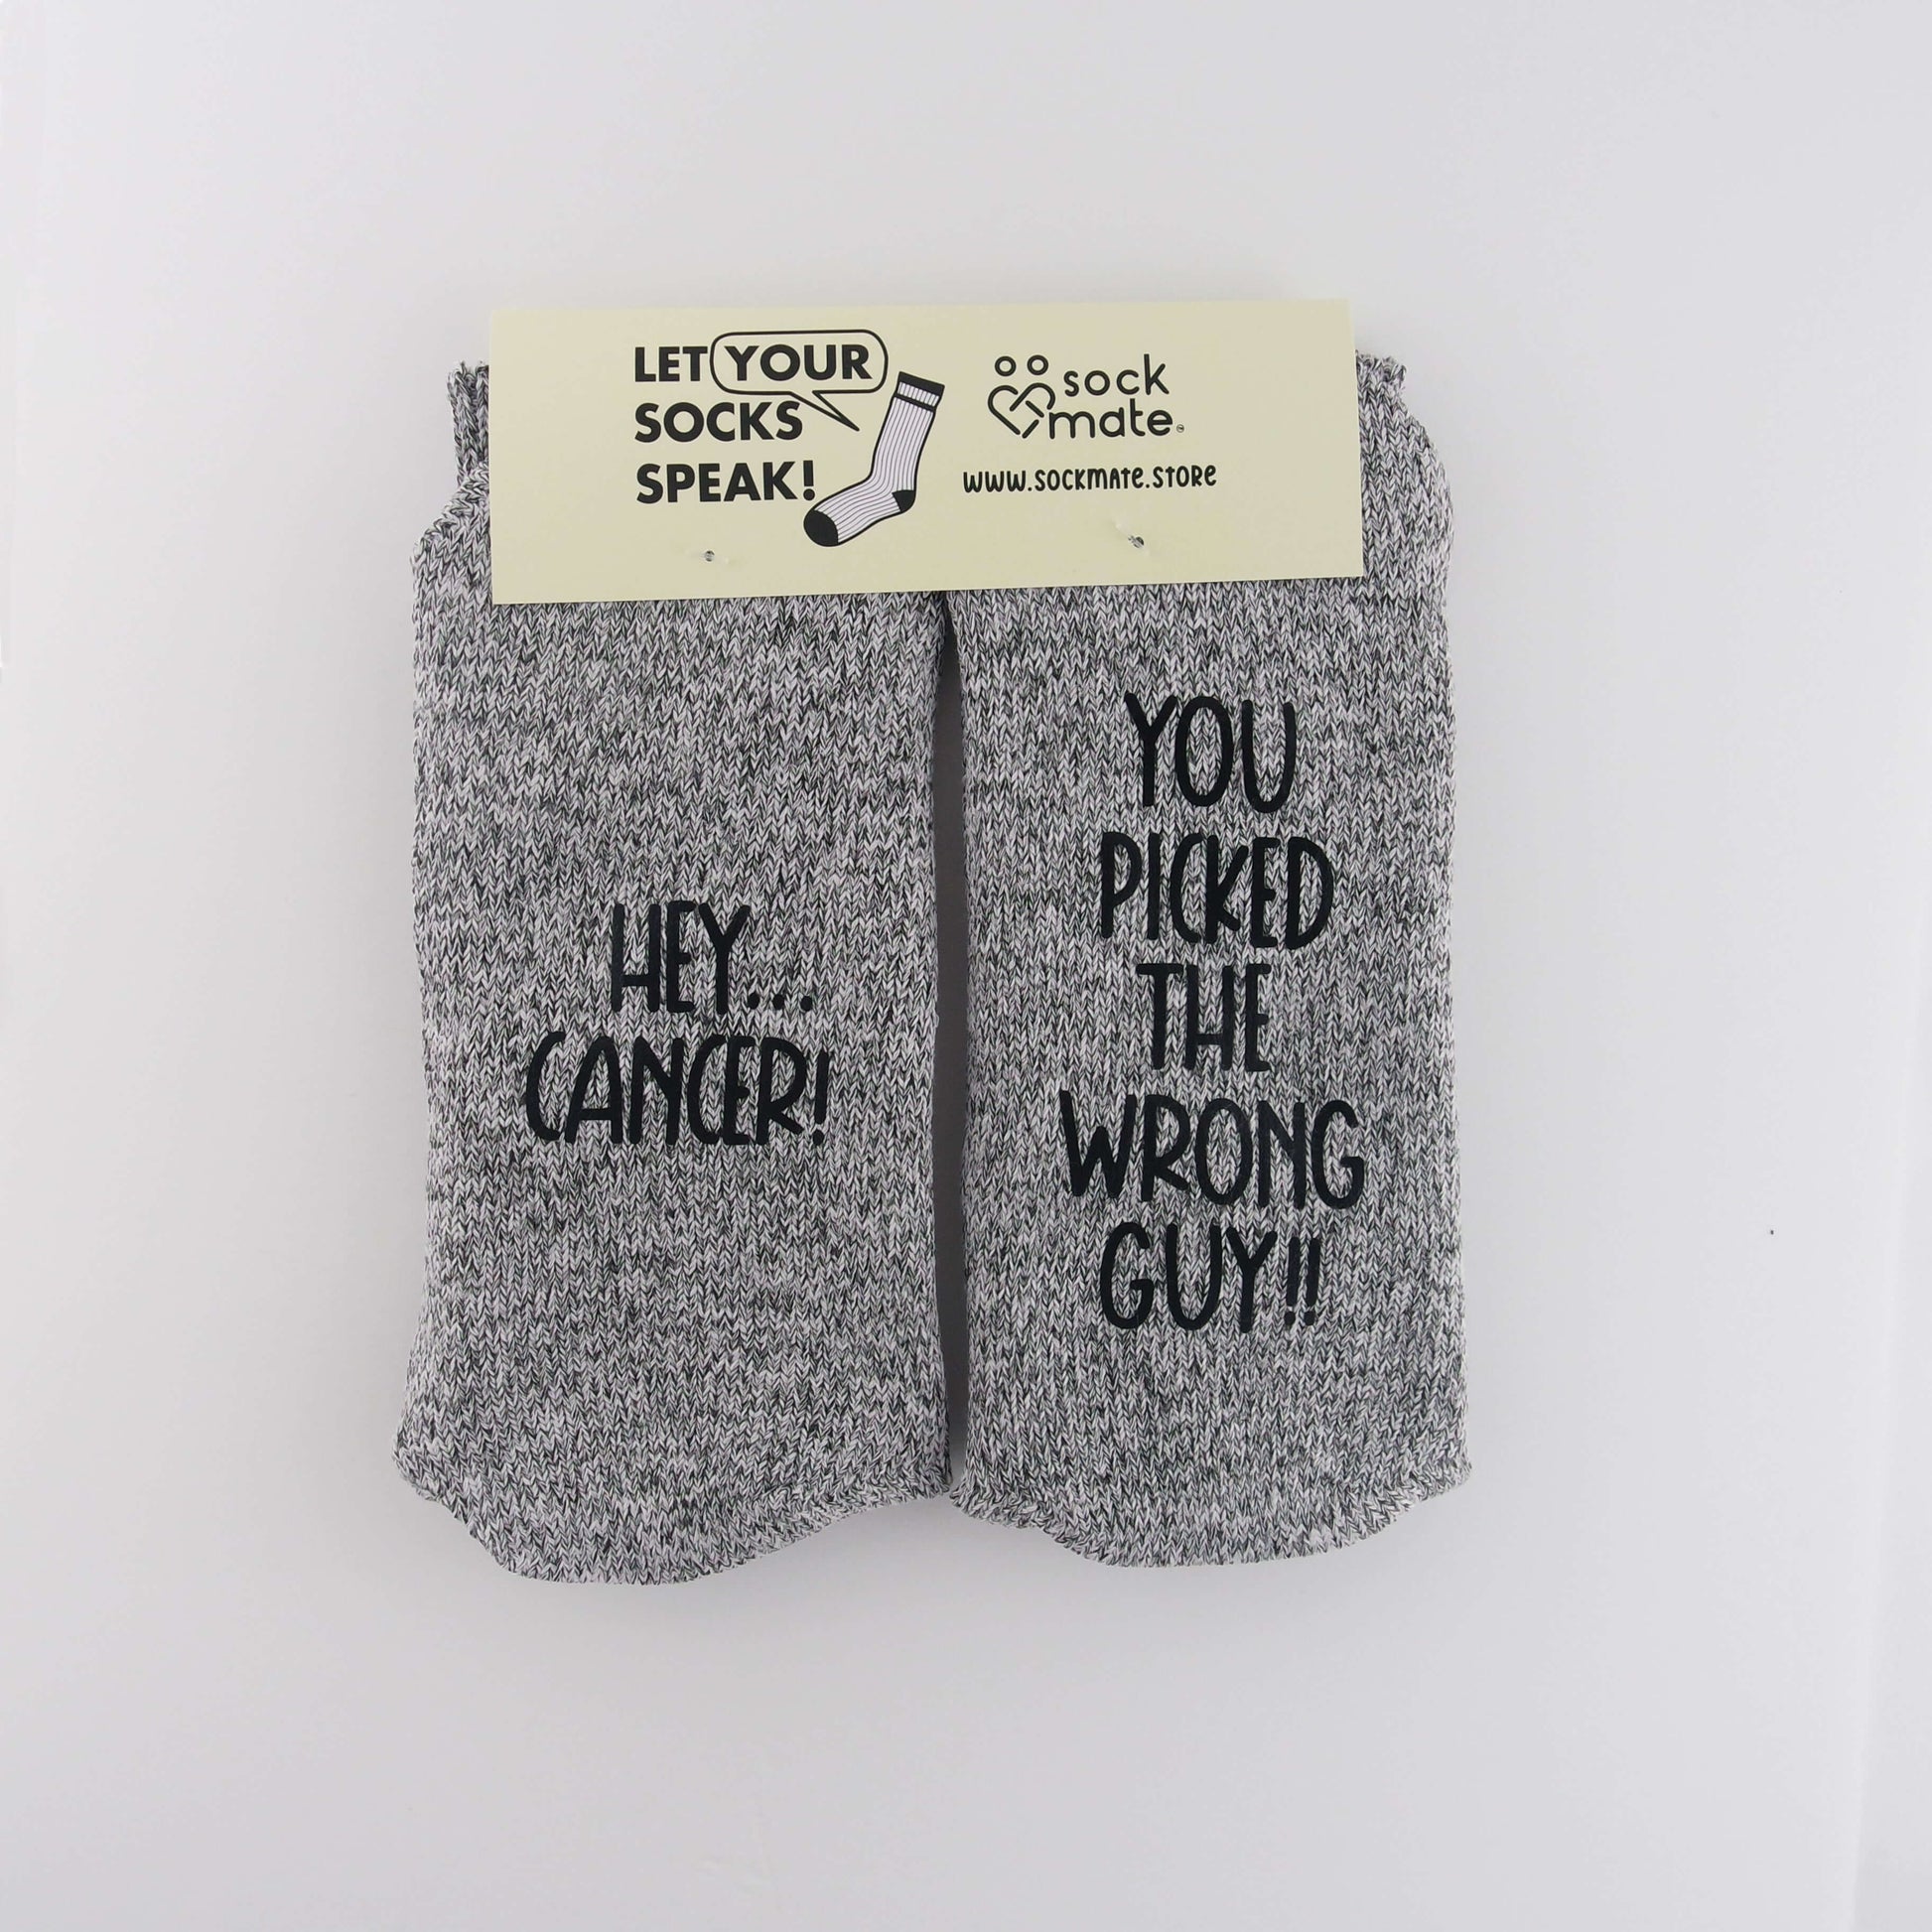 LET YOUR
SOCKS
SPEAK!
sock
mate
www.sockmate.store
HEY...
CANCER!
YOU
PICKED
THE
WRONG
GUY!!